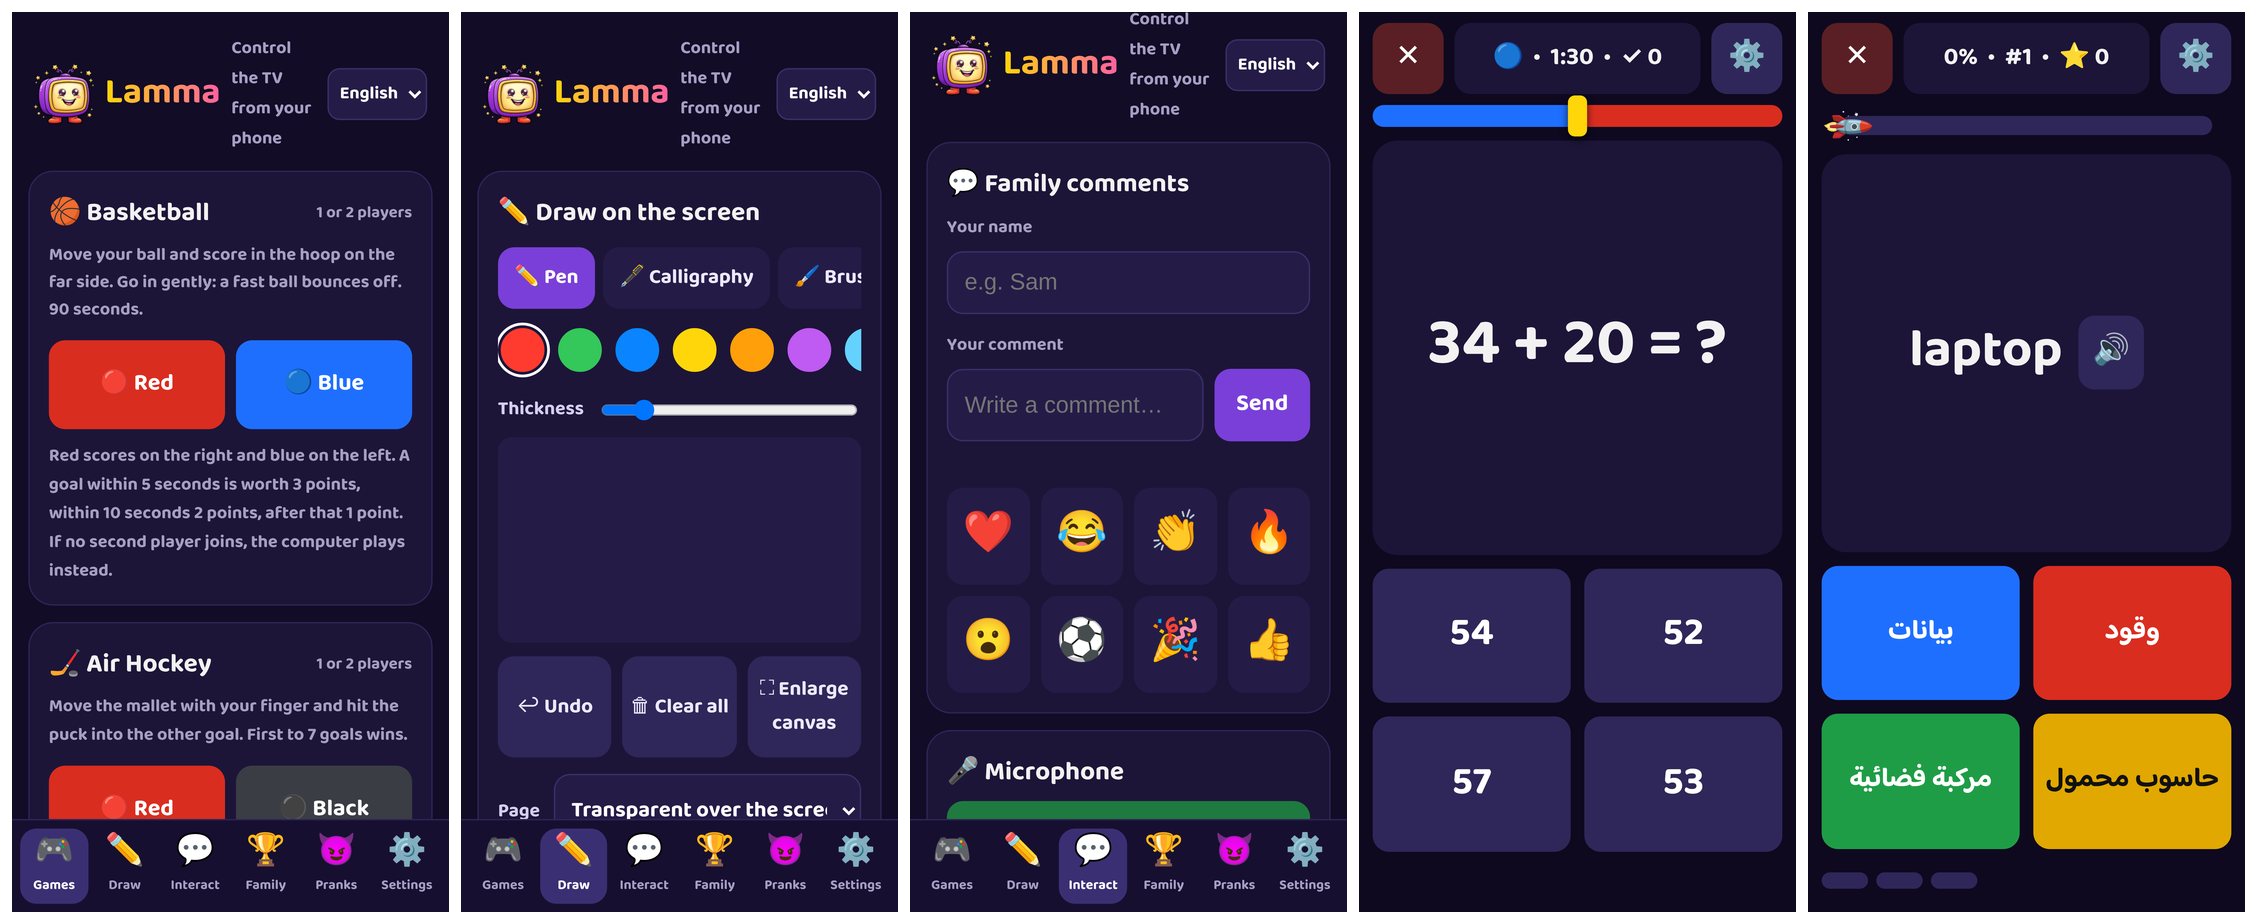 Lamma
Control
the TV
from your
phone
English
🏀 Basketball
1 or 2 players
Move your ball and score in the hoop on the
far side. Go in gently: a fast ball bounces off.
90 seconds.
🔴 Red
🔵 Blue
Red scores on the right and blue on the left. A
goal within 5 seconds is worth 3 points,
within 10 seconds 2 points, after that 1 point.
If no second player joins, the computer plays
instead.
🏒 Air Hockey
1 or 2 players
Move the mallet with your finger and hit the
puck into the other goal. First to 7 goals wins.
🔴 Red
⚫ Black
Games
Draw
Interact
Family
Pranks
Settings
Lamma
Control
the TV
from your
phone
English
✏️ Draw on the screen
✏️ Pen
🖋️ Calligraphy
🖌️ Brus
Thickness
↩ Undo
🗑 Clear all
⛶ Enlarge
canvas
Page
Transparent over the scre
Games
Draw
Interact
Family
Pranks
Settings
Lamma
Control
the TV
from your
phone
English
💬 Family comments
Your name
e.g. Sam
Your comment
Write a comment…
Send
🎤 Microphone
Games
Draw
Interact
Family
Pranks
Settings
✕
🔵 • 1:30 • ✓ 0
34 + 20 = ?
54
52
57
53
✕
0% • #1 • ⭐ 0
laptop
بيانات
وقود
مركبة فضائية
حاسوب محمول